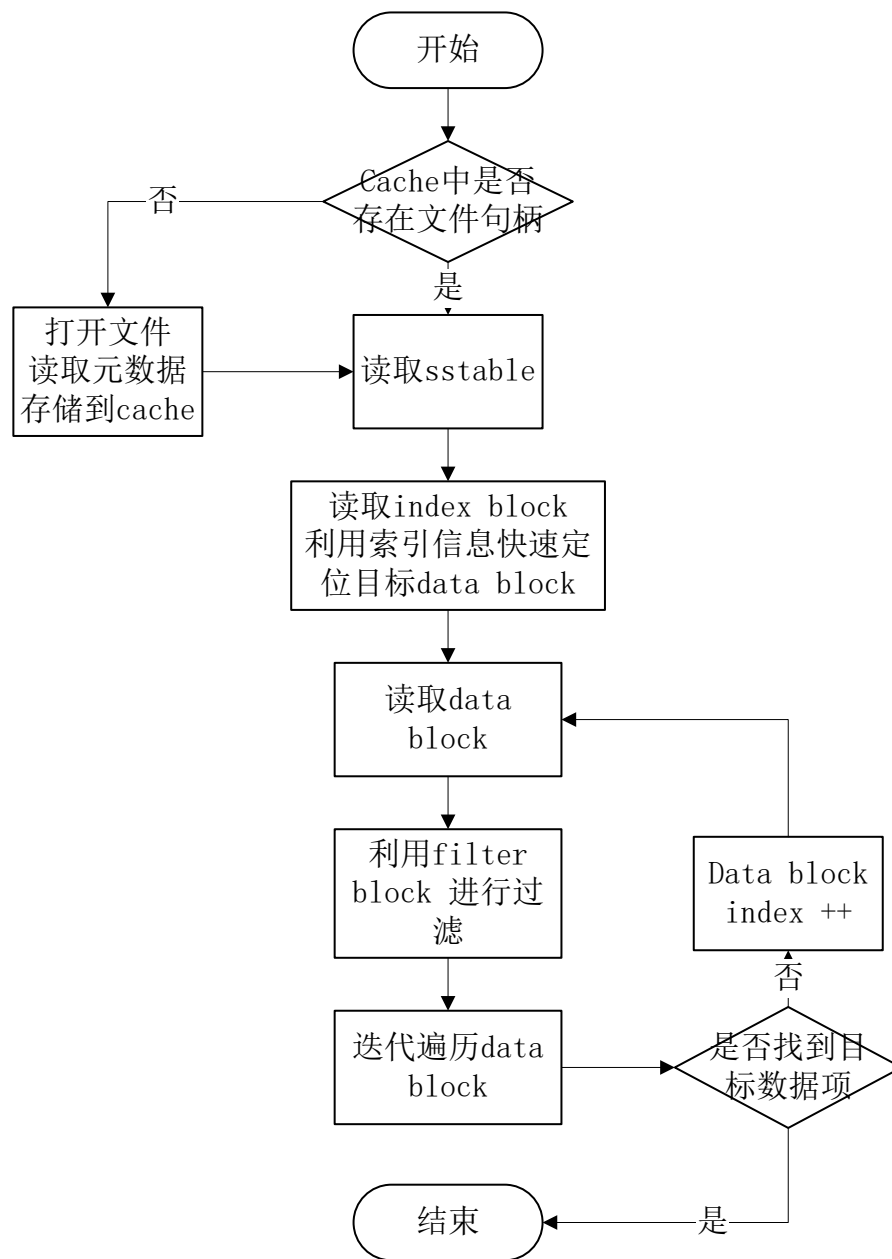 开始
Cache中是否
存在文件句柄
否
是
打开文件
读取元数据
存储到cache
读取sstable
读取index block
利用索引信息快速定
位目标data block
读取data
block
利用filter
block 进行过
滤
Data block
index ++
否
迭代遍历data
block
是否找到目
标数据项
结束
是